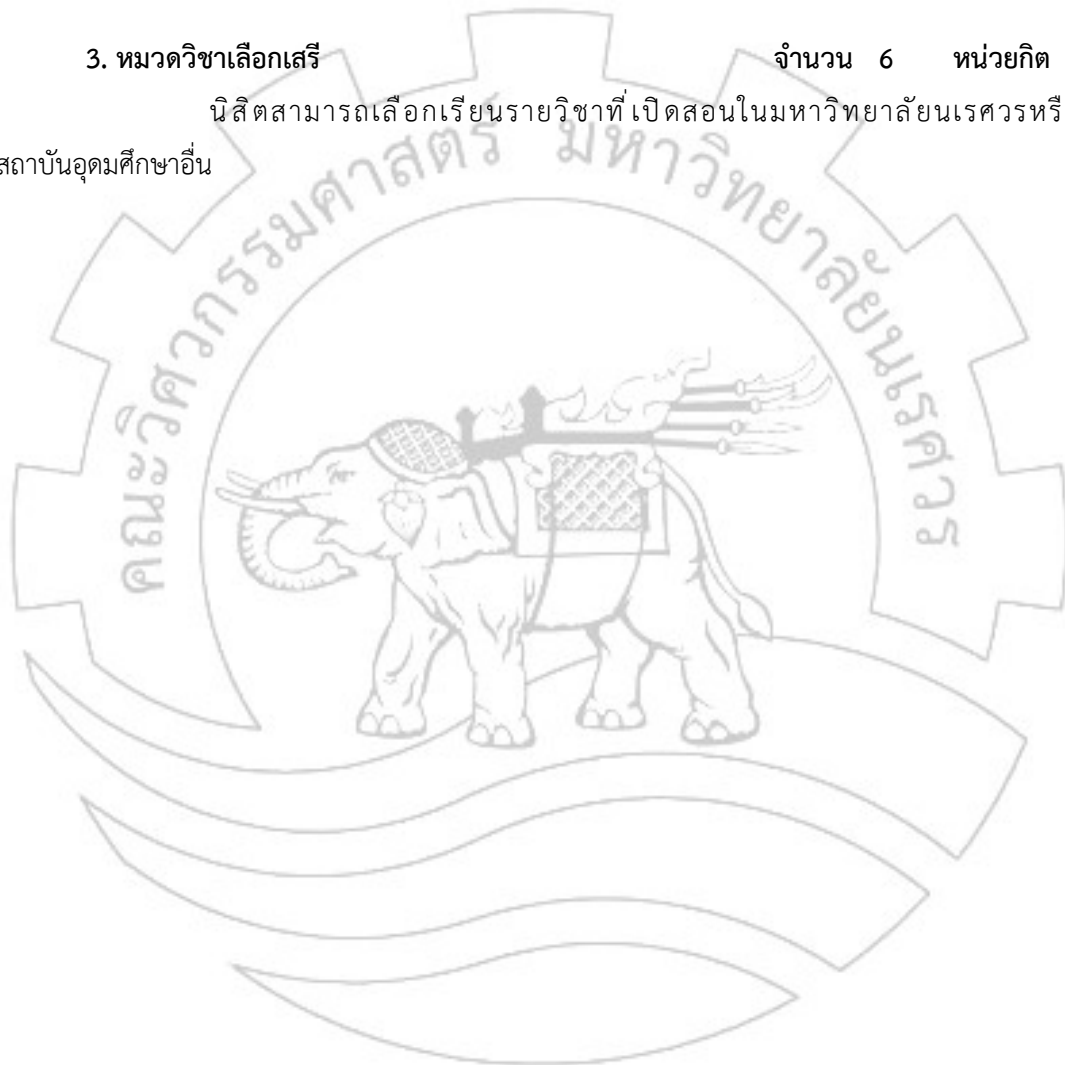 3. หมวดวิชาเลือกเสรี จำนวน 6 หน่วยกิต
นิสิตสามารถเลือกเรียนรายวิชาที่เปิดสอนในมหาวิทยาลัยนเรศวรหรื
สถาบันอุดมศึกษาอื่น
คณะวิศวกรรมศาสตร์ มหาวิทยาลัยนเรศวร